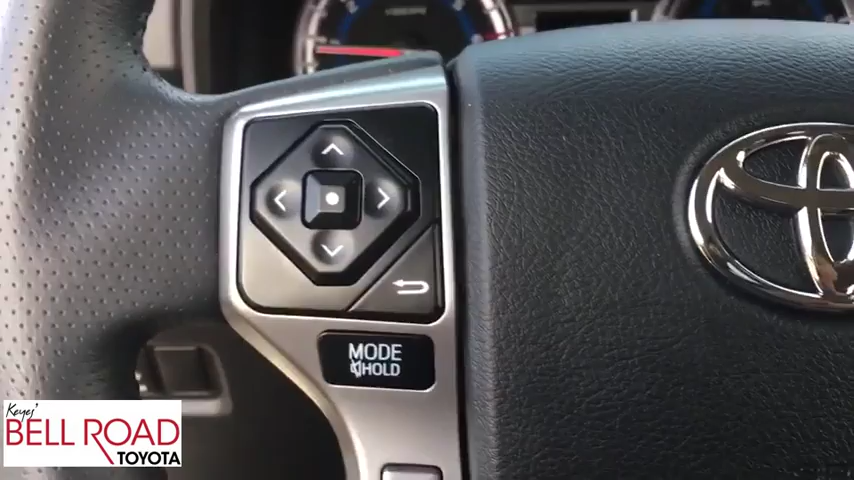 MODE
HOLD
Keyes'
BELL ROAD
TOYOTA